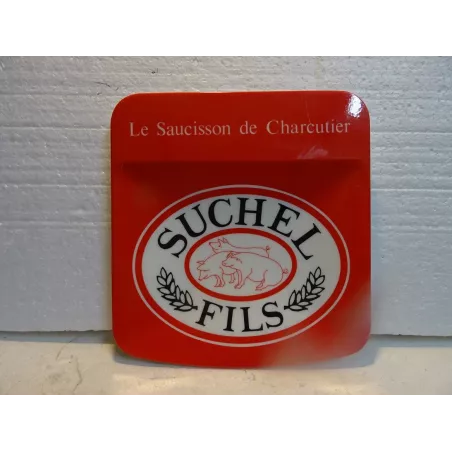 Le Saucisson de Charcutier
SUCHEL
FILS